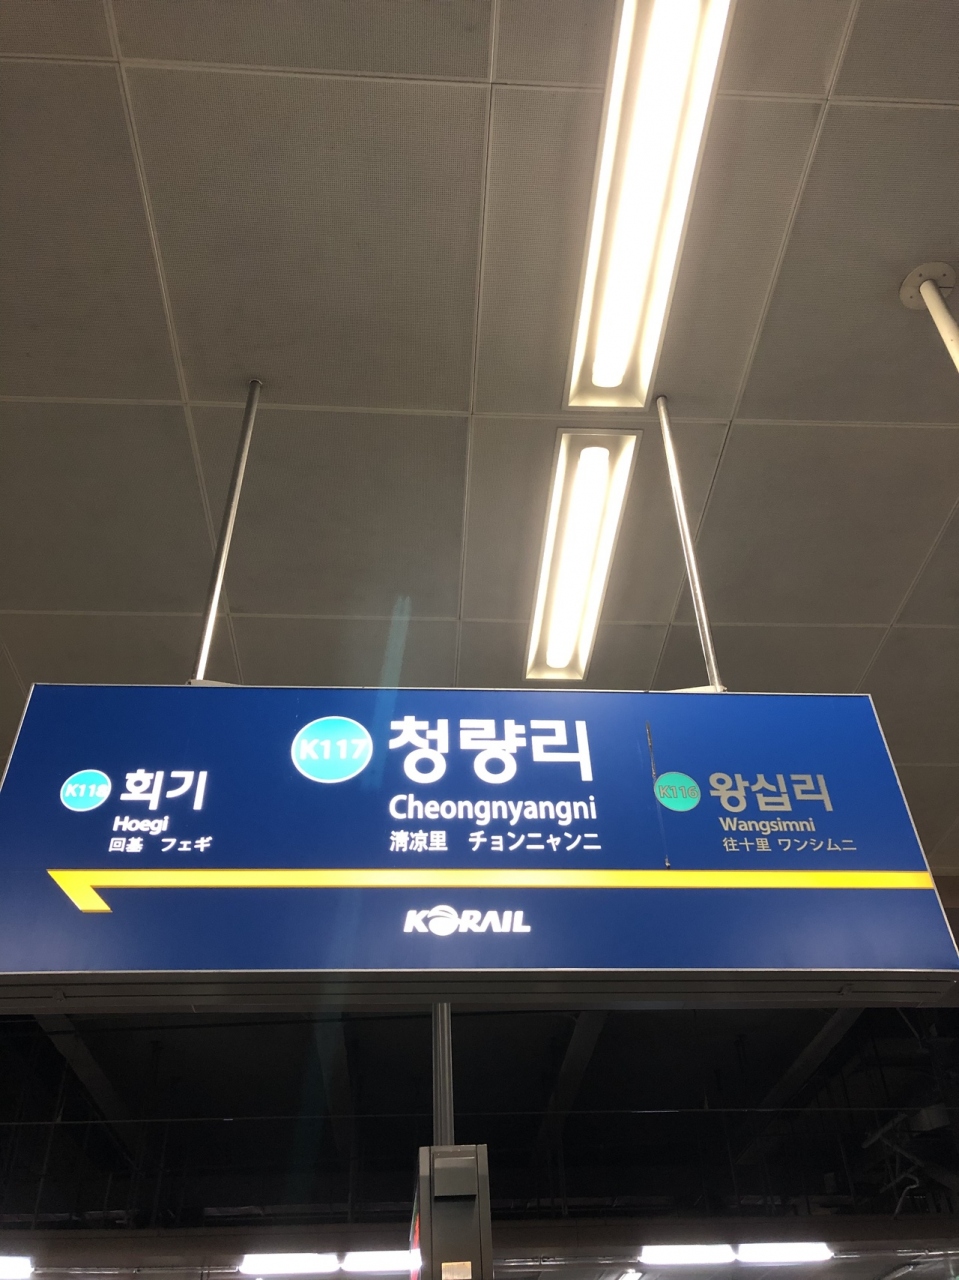 K118 회기
Hoegi
回基 フェギ
K117 청량리
Cheongnyangni
淸凉里 チョンニャンニ
K116 왕십리
Wangsimni
往十里 ワンシムニ
KORAIL